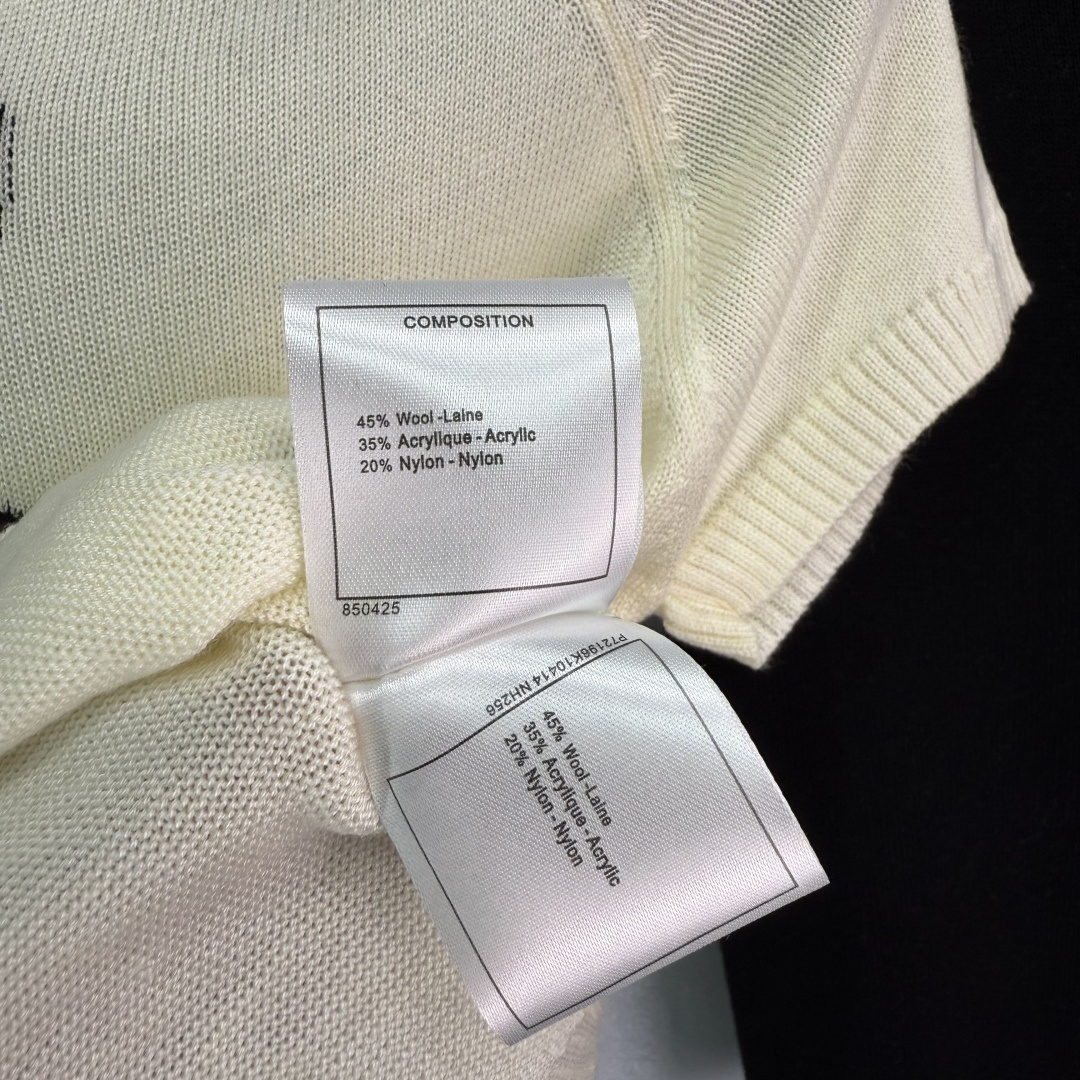 COMPOSITION
45% Wool -Laine
35% Acrylique - Acrylic
20% Nylon - Nylon
850425
P72196K10414 NH256
45% Wool -Laine
35% Acrylique - Acrylic
20% Nylon - Nylon